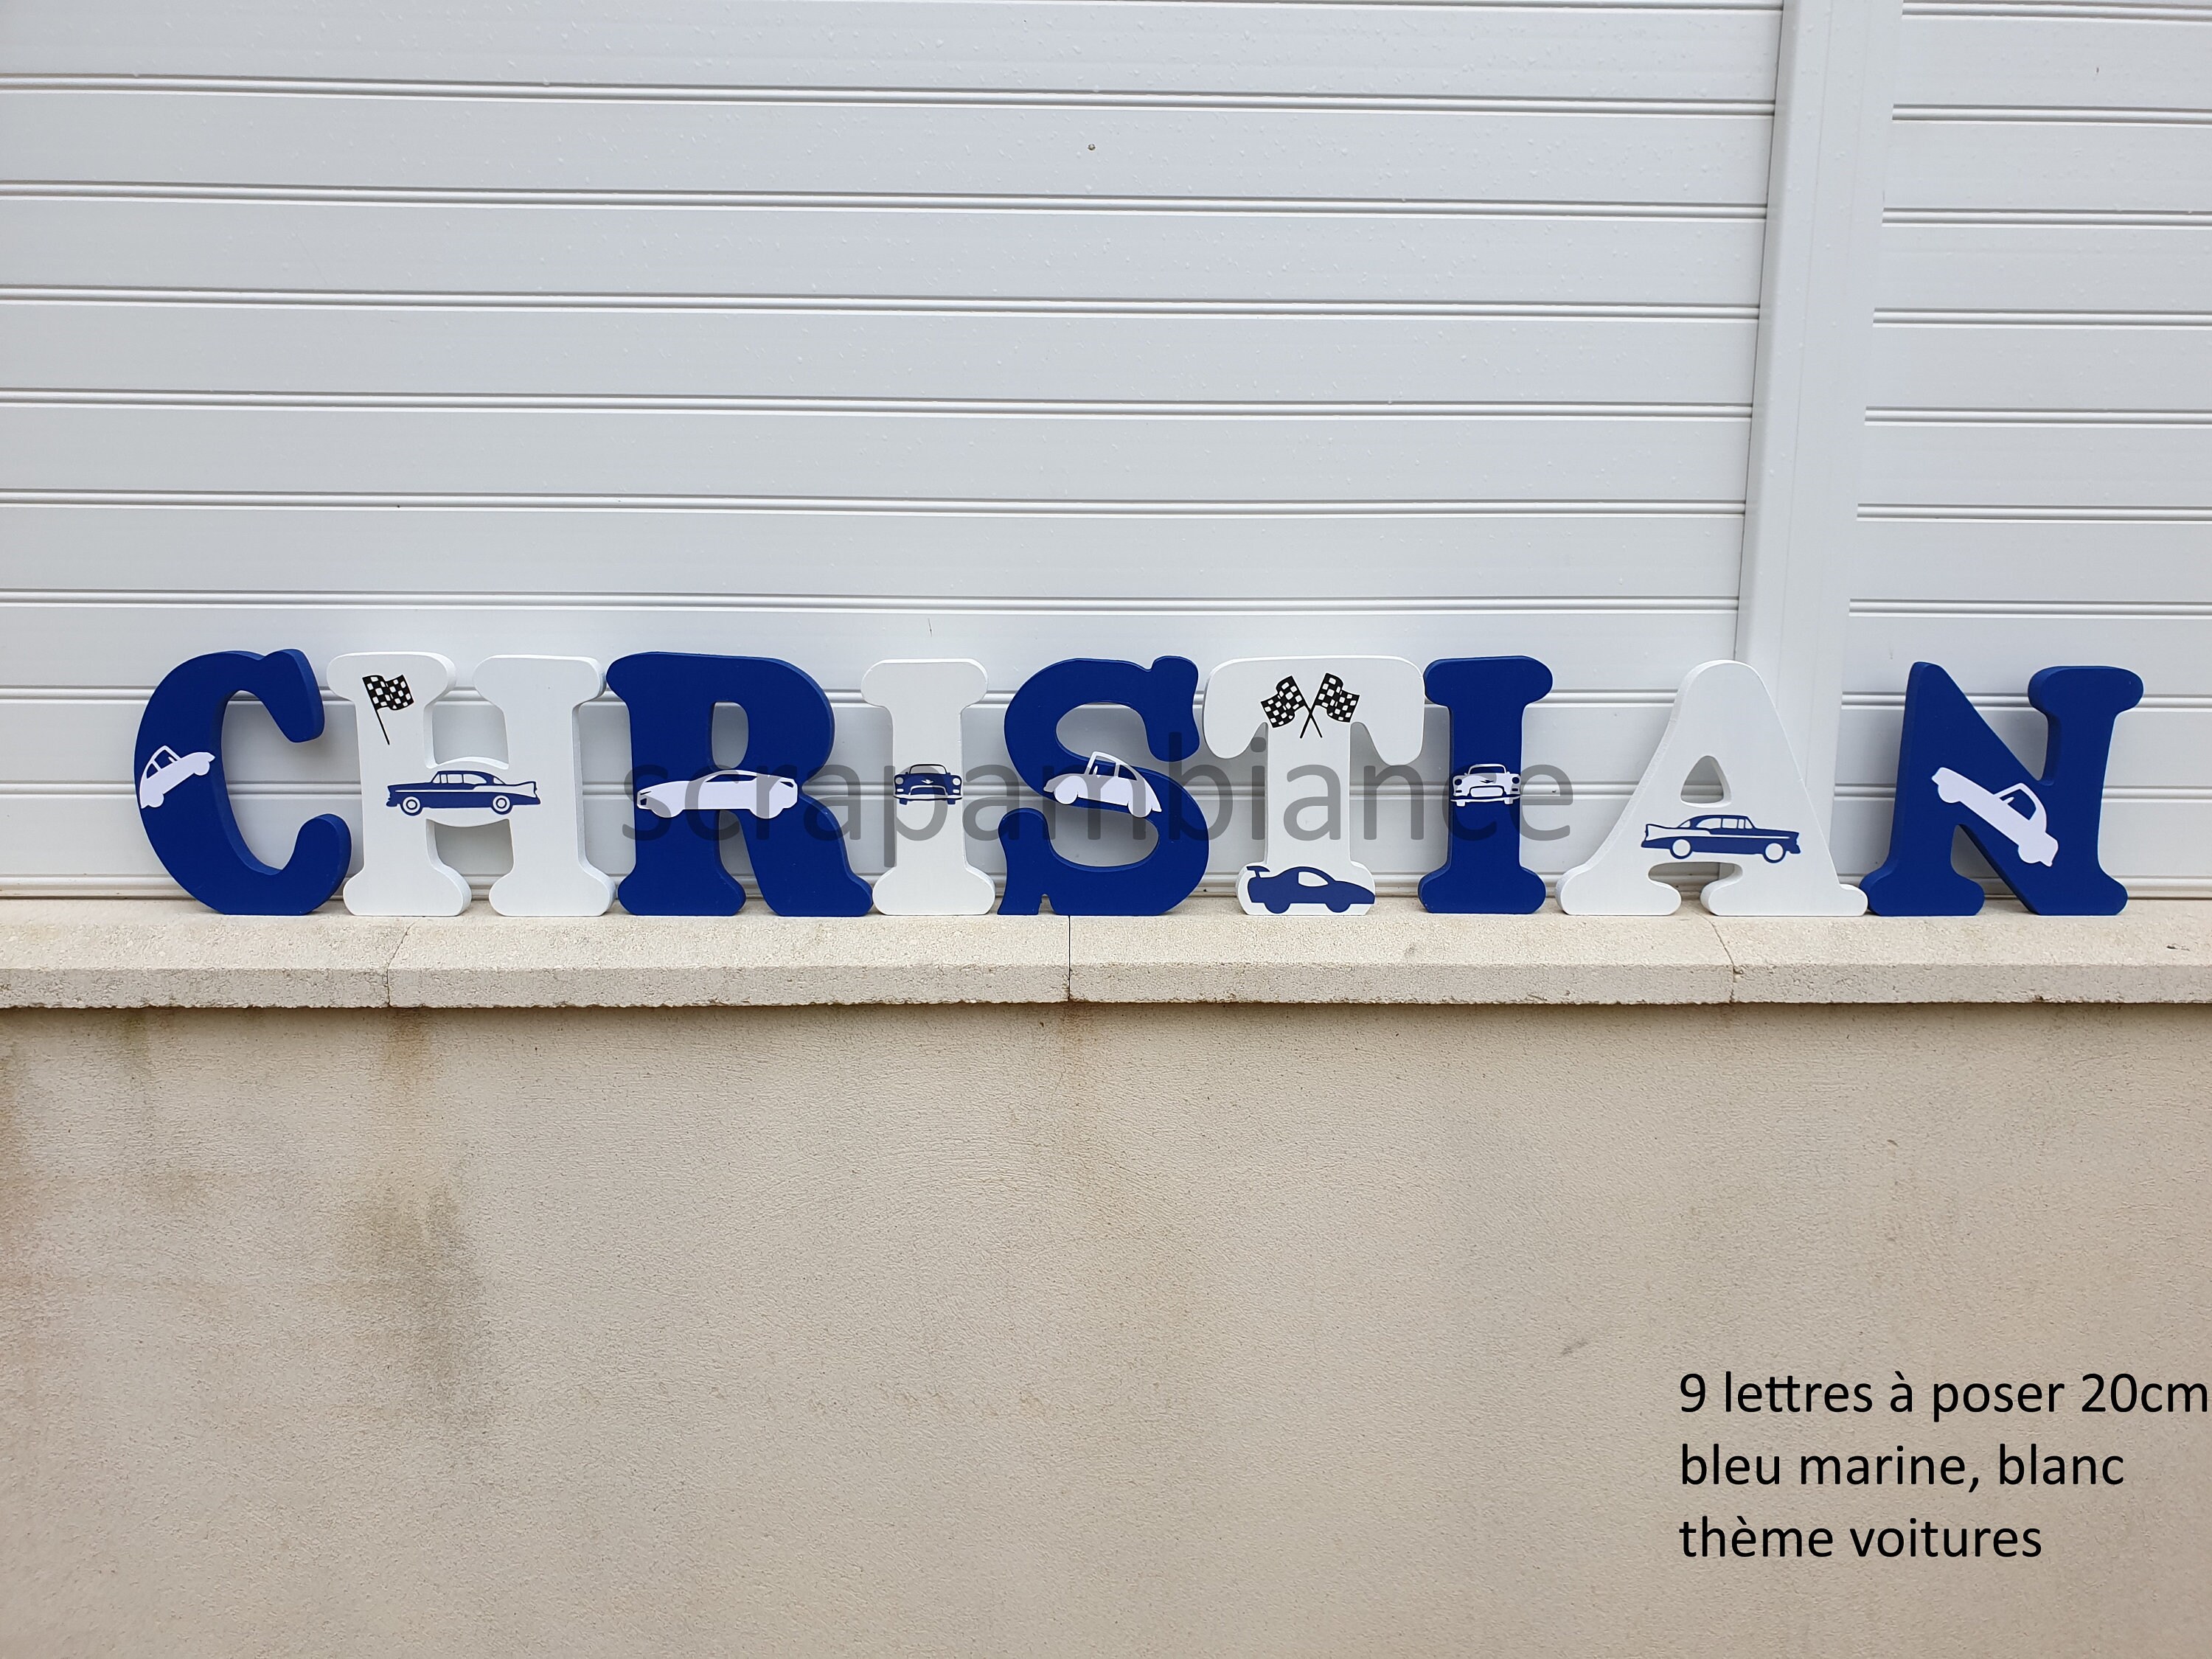 CHRISTIAN
scrapambiance
9 lettres à poser 20cm
bleu marine, blanc
thème voitures